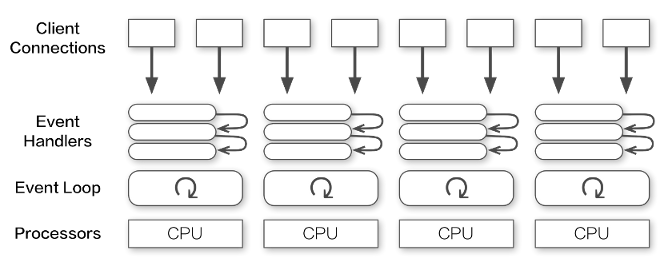 Client
Connections
Event
Handlers
Event Loop
Processors
CPU
CPU
CPU
CPU